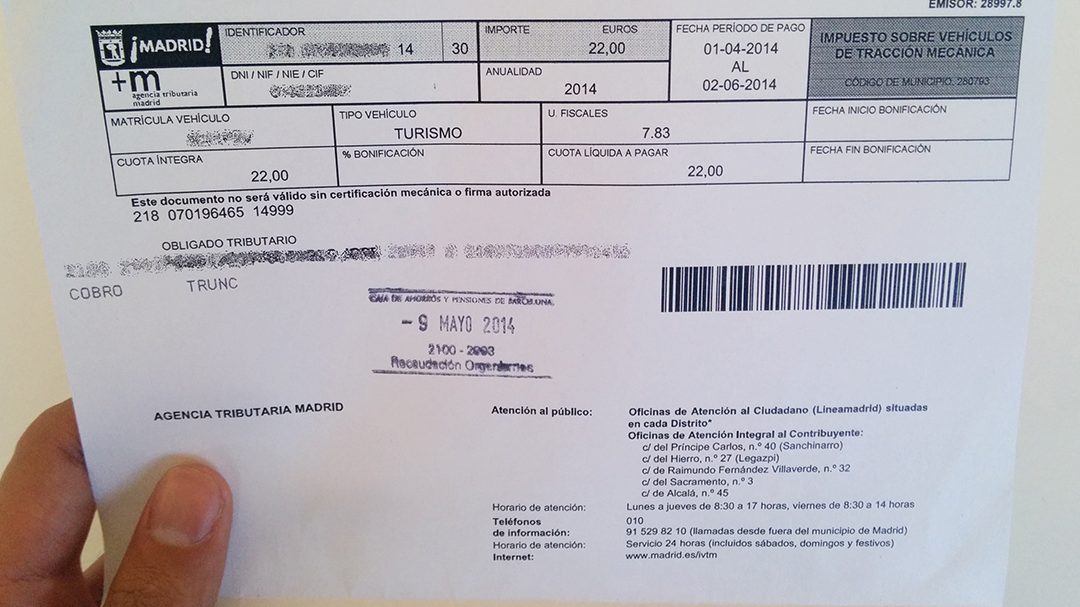 EMISOR: 28997.8
¡MADRID!
+m
agencia tributaria
madrid
IDENTIFICADOR
14 30
IMPORTE EUROS
22,00
FECHA PERÍODO DE PAGO
01-04-2014
AL
02-06-2014
IMPUESTO SOBRE VEHÍCULOS
DE TRACCIÓN MECÁNICA
CÓDIGO DE MUNICIPIO. 280793
DNI / NIF / NIE / CIF
ANUALIDAD
2014
MATRÍCULA VEHÍCULO
TIPO VEHÍCULO
TURISMO
U. FISCALES
7.83
FECHA INICIO BONIFICACIÓN
CUOTA ÍNTEGRA
22,00
% BONIFICACIÓN
CUOTA LÍQUIDA A PAGAR
22,00
FECHA FIN BONIFICACIÓN
Este documento no será válido sin certificación mecánica o firma autorizada
218 070196465 14999
OBLIGADO TRIBUTARIO
COBRO TRUNC
CAJA DE AHORROS Y PENSIONES DE BARCELONA
- 9 MAYO 2014
2100 - 2003
Recaudación Organismes
AGENCIA TRIBUTARIA MADRID
Atención al público: Oficinas de Atención al Ciudadano (Lineamadrid) situadas
en cada Distrito*
Oficinas de Atención Integral al Contribuyente:
c/ del Príncipe Carlos, n.º 40 (Sanchinarro)
c/ del Hierro, n.º 27 (Legazpi)
c/ de Raimundo Fernández Villaverde, n.º 32
c/ del Sacramento, n.º 3
c/ de Alcalá, n.º 45
Horario de atención: Lunes a jueves de 8:30 a 17 horas, viernes de 8:30 a 14 horas
Teléfonos 010
de información: 91 529 82 10 (llamadas desde fuera del municipio de Madrid)
Horario de atención: Servicio 24 horas (incluidos sábados, domingos y festivos)
Internet: www.madrid.es/ivtm